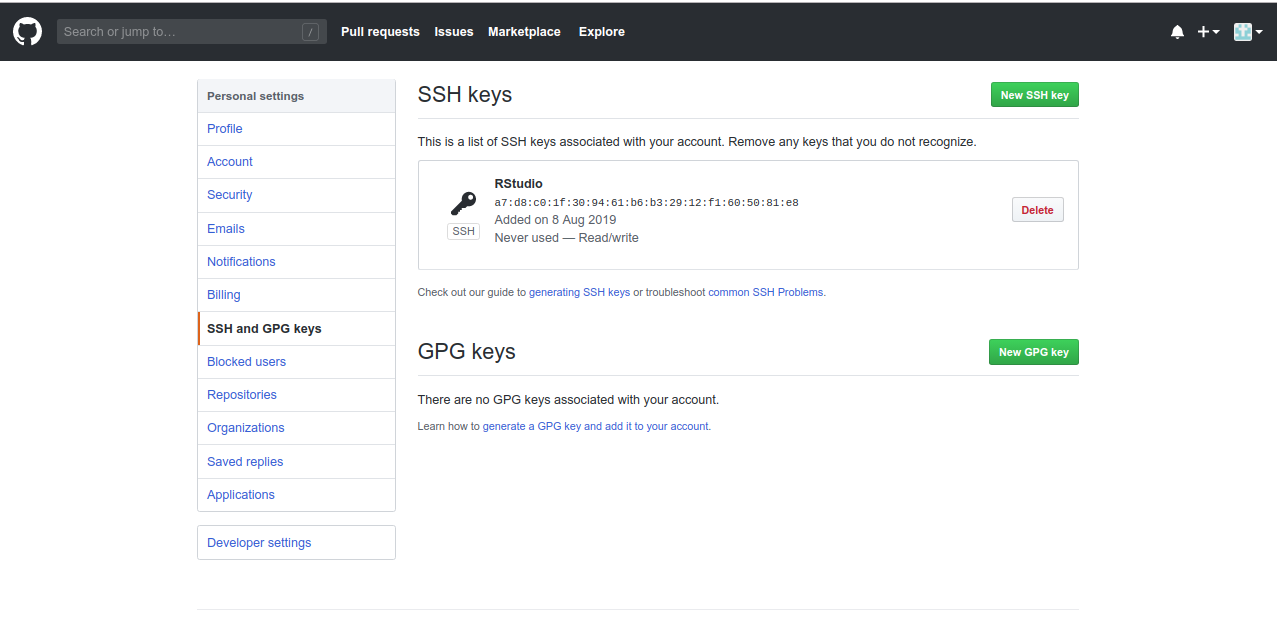 Search or jump to… /
Pull requests Issues Marketplace Explore
Personal settings
Profile
Account
Security
Emails
Notifications
Billing
SSH and GPG keys
Blocked users
Repositories
Organizations
Saved replies
Applications
Developer settings
SSH keys
New SSH key
This is a list of SSH keys associated with your account. Remove any keys that you do not recognize.
RStudio
a7:d8:c0:1f:30:94:61:b6:b3:29:12:f1:60:50:81:e8
Added on 8 Aug 2019
Never used — Read/write
SSH
Delete
Check out our guide to generating SSH keys or troubleshoot common SSH Problems.
GPG keys
New GPG key
There are no GPG keys associated with your account.
Learn how to generate a GPG key and add it to your account.